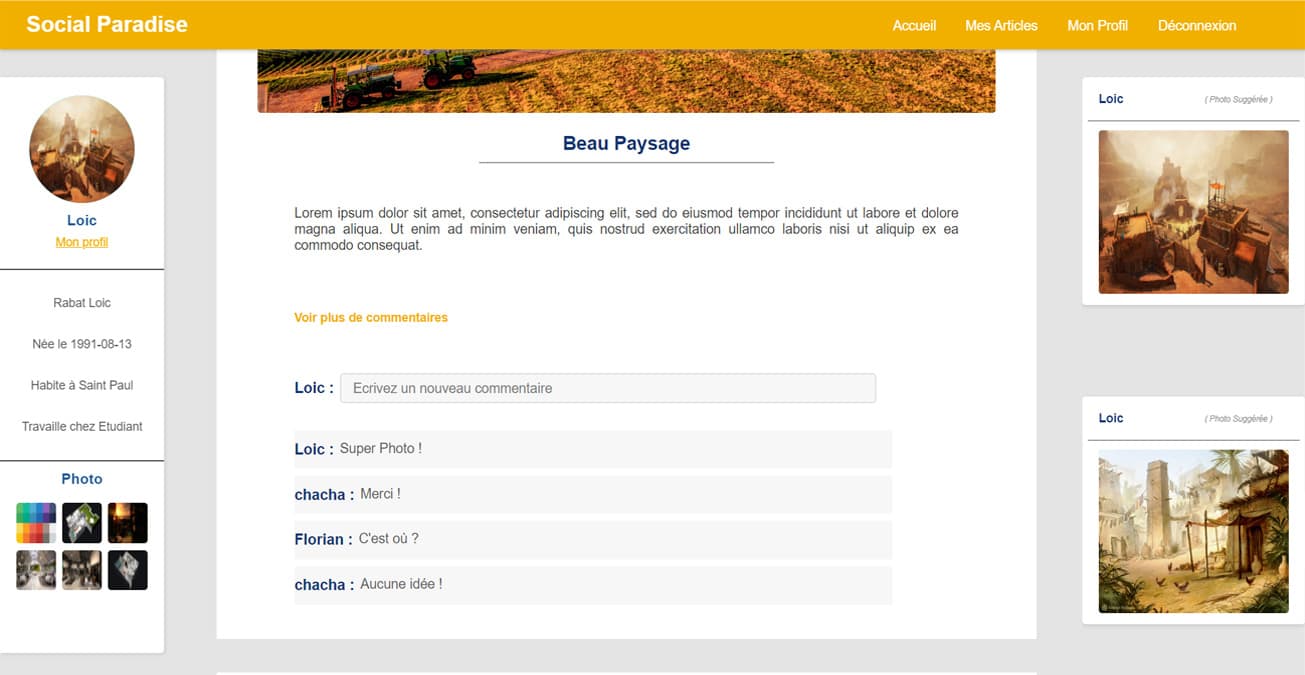 Social Paradise
Accueil Mes Articles Mon Profil Déconnexion
Loic
Mon profil
Rabat Loic
Née le 1991-08-13
Habite à Saint Paul
Travaille chez Etudiant
Photo
Beau Paysage
Lorem ipsum dolor sit amet, consectetur adipiscing elit, sed do eiusmod tempor incididunt ut labore et dolore
magna aliqua. Ut enim ad minim veniam, quis nostrud exercitation ullamco laboris nisi ut aliquip ex ea
commodo consequat.
Voir plus de commentaires
Loic : Ecrivez un nouveau commentaire
Loic : Super Photo !
chacha : Merci !
Florian : C'est où ?
chacha : Aucune idée !
Loic ( Photo Suggérée )
Loic ( Photo Suggérée )